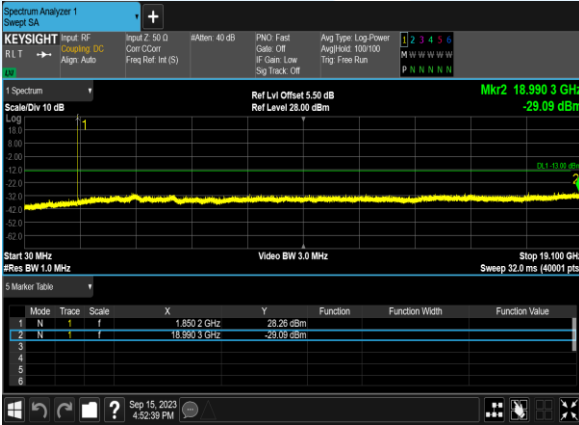 Spectrum Analyzer 1
Swept SA
+
KEYSIGHT Input: RF Input Z: 50 Ω #Atten: 40 dB PNO: Fast Avg Type: Log-Power 1 2 3 4 5 6
RLT Coupling: DC Corr CCorr Gate: Off Avg|Hold: 100/100 M W W W W W
Align: Auto Freq Ref: Int (S) IF Gain: Low Trig: Free Run
Sig Track: Off P N N N N N
LW
1 Spectrum Ref Lvl Offset 5.50 dB Mkr2 18.990 3 GHz
Scale/Div 10 dB Ref Level 28.00 dBm -29.09 dBm
Log
1
18.0
8.00
-2.00
-12.0 DL1 -13.00 dBm
-22.0 2
-32.0
-42.0
-52.0
-62.0
Start 30 MHz Video BW 3.0 MHz Stop 19.100 GHz
#Res BW 1.0 MHz Sweep 32.0 ms (40001 pts)
5 Marker Table
Mode Trace Scale X Y Function Function Width Function Value
1 N 1 f 1.850 2 GHz 28.26 dBm
2 N 1 f 18.990 3 GHz -29.09 dBm
3
4
5
6
? Sep 15, 2023
4:52:39 PM